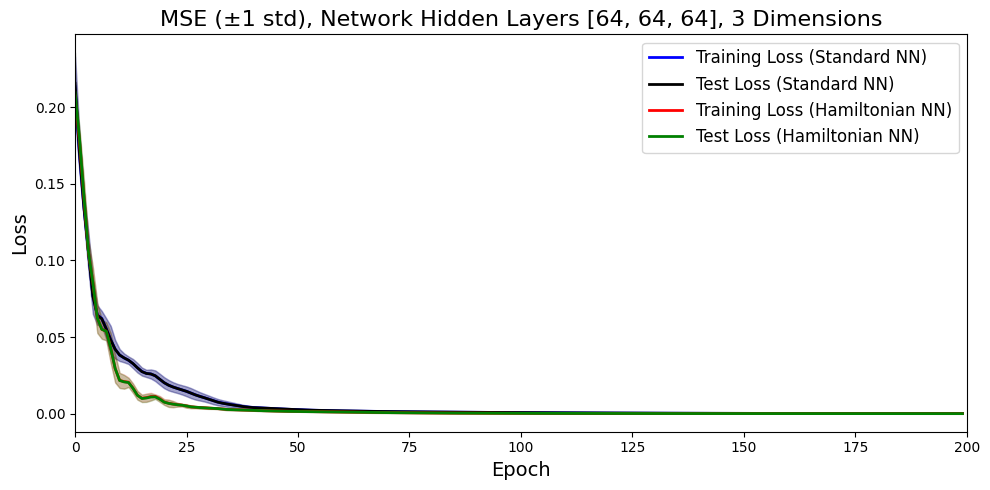 MSE (±1 std), Network Hidden Layers [64, 64, 64], 3 Dimensions
Training Loss (Standard NN)
Test Loss (Standard NN)
Training Loss (Hamiltonian NN)
Test Loss (Hamiltonian NN)
Loss
0.20
0.15
0.10
0.05
0.00
0 25 50 75 100 125 150 175 200
Epoch